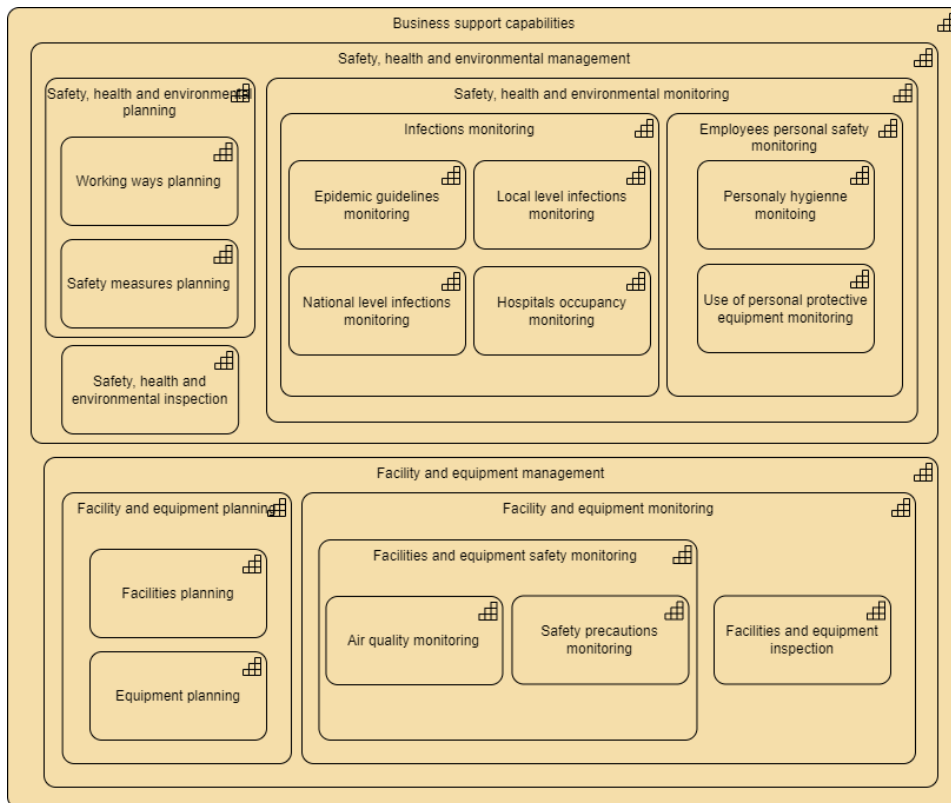 Business support capabilities
Safety, health and environmental management
Safety, health and environmental
planning
Working ways planning
Safety measures planning
Safety, health and
environmental inspection
Safety, health and environmental monitoring
Infections monitoring
Epidemic guidelines
monitoring
Local level infections
monitoring
National level infections
monitoring
Hospitals occupancy
monitoring
Employees personal safety
monitoring
Personaly hygienne
monitoing
Use of personal protective
equipment monitoring
Facility and equipment management
Facility and equipment planning
Facilities planning
Equipment planning
Facility and equipment monitoring
Facilities and equipment safety monitoring
Air quality monitoring
Safety precautions
monitoring
Facilities and equipment
inspection